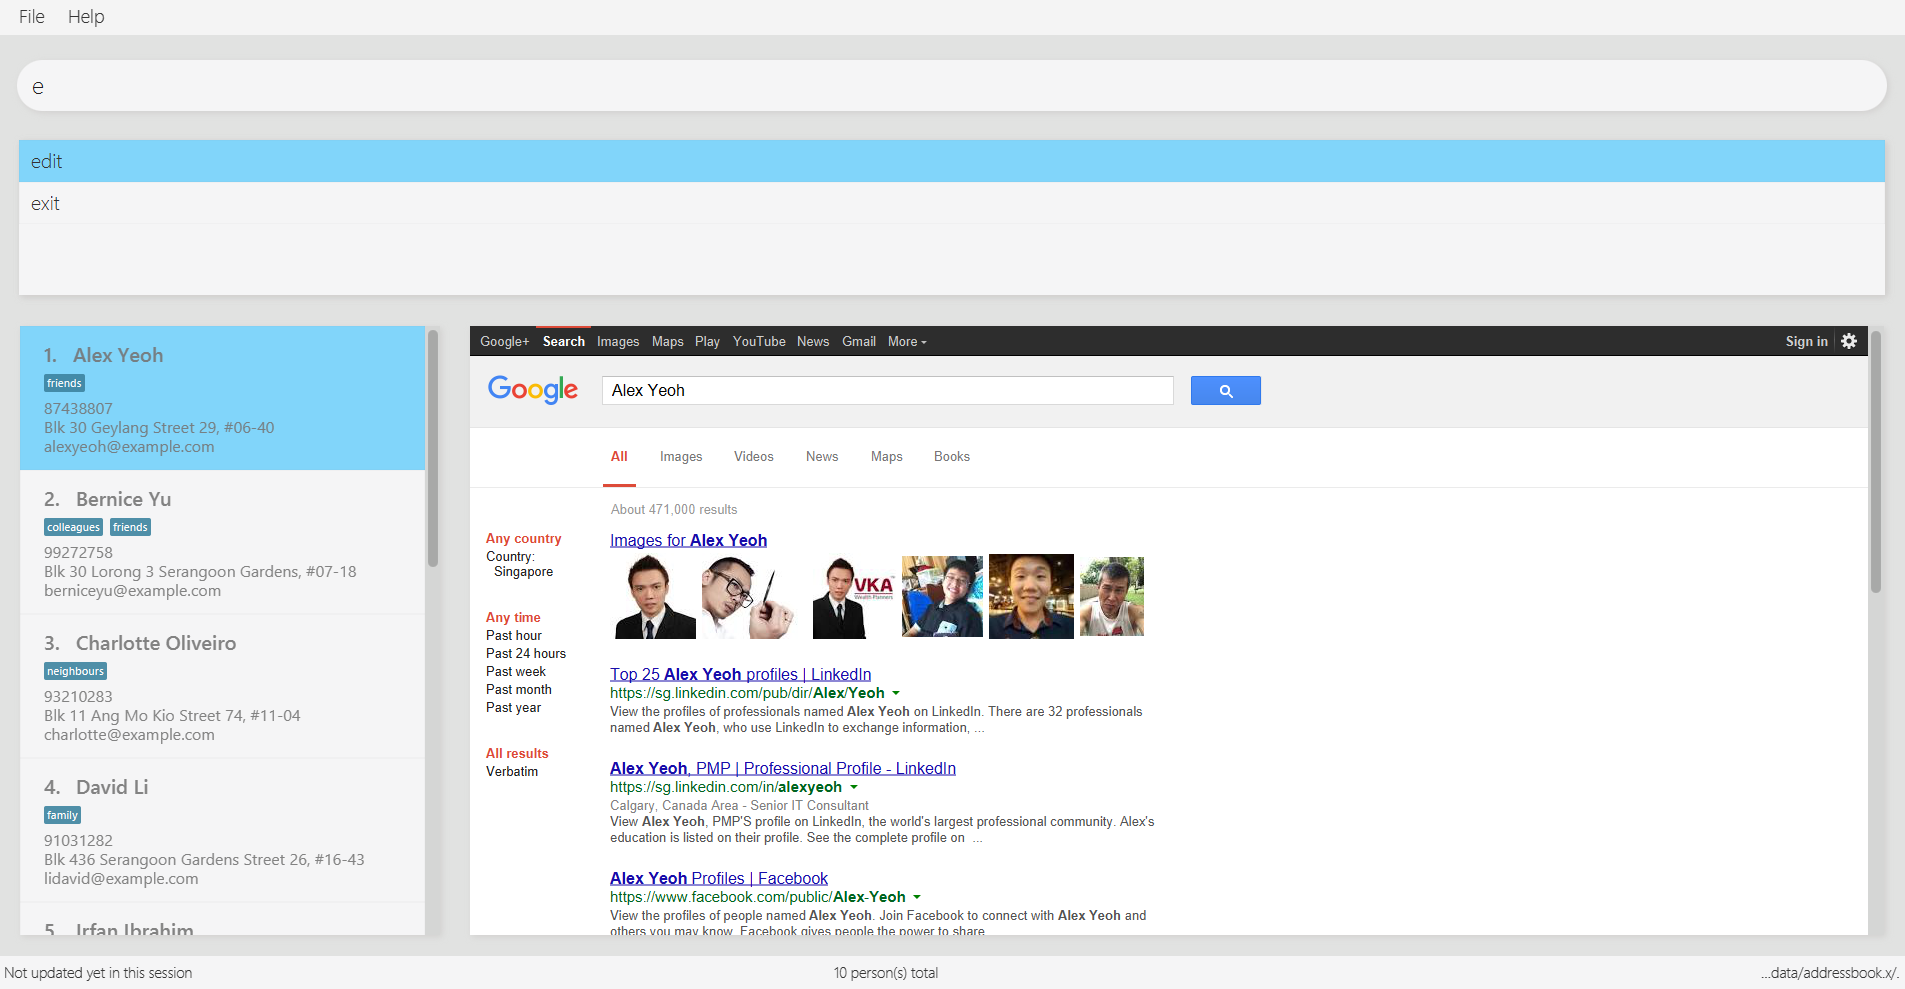 File Help
e
edit
exit
1. Alex Yeoh
friends
87438807
Blk 30 Geylang Street 29, #06-40
alexyeoh@example.com
2. Bernice Yu
colleagues friends
99272758
Blk 30 Lorong 3 Serangoon Gardens, #07-18
berniceyu@example.com
3. Charlotte Oliveiro
neighbours
93210283
Blk 11 Ang Mo Kio Street 74, #11-04
charlotte@example.com
4. David Li
family
91031282
Blk 436 Serangoon Gardens Street 26, #16-43
lidavid@example.com
5. Irfan Ibrahim
Google+ Search Images Maps Play YouTube News Gmail More Sign in
Google Alex Yeoh
All Images Videos News Maps Books
About 471,000 results
Any country
Country:
Singapore
Any time
Past hour
Past 24 hours
Past week
Past month
Past year
All results
Verbatim
Images for Alex Yeoh
VKA
Wealth Planners
Top 25 Alex Yeoh profiles | LinkedIn
https://sg.linkedin.com/pub/dir/Alex/Yeoh
View the profiles of professionals named Alex Yeoh on LinkedIn. There are 32 professionals
named Alex Yeoh, who use LinkedIn to exchange information, ...
Alex Yeoh, PMP | Professional Profile - LinkedIn
https://sg.linkedin.com/in/alexyeoh
Calgary, Canada Area - Senior IT Consultant
View Alex Yeoh, PMP'S profile on LinkedIn, the world's largest professional community. Alex's
education is listed on their profile. See the complete profile on ...
Alex Yeoh Profiles | Facebook
https://www.facebook.com/public/Alex-Yeoh
View the profiles of people named Alex Yeoh. Join Facebook to connect with Alex Yeoh and
others you may know. Facebook gives people the power to share
Not updated yet in this session 10 person(s) total ...data/addressbook.x/.